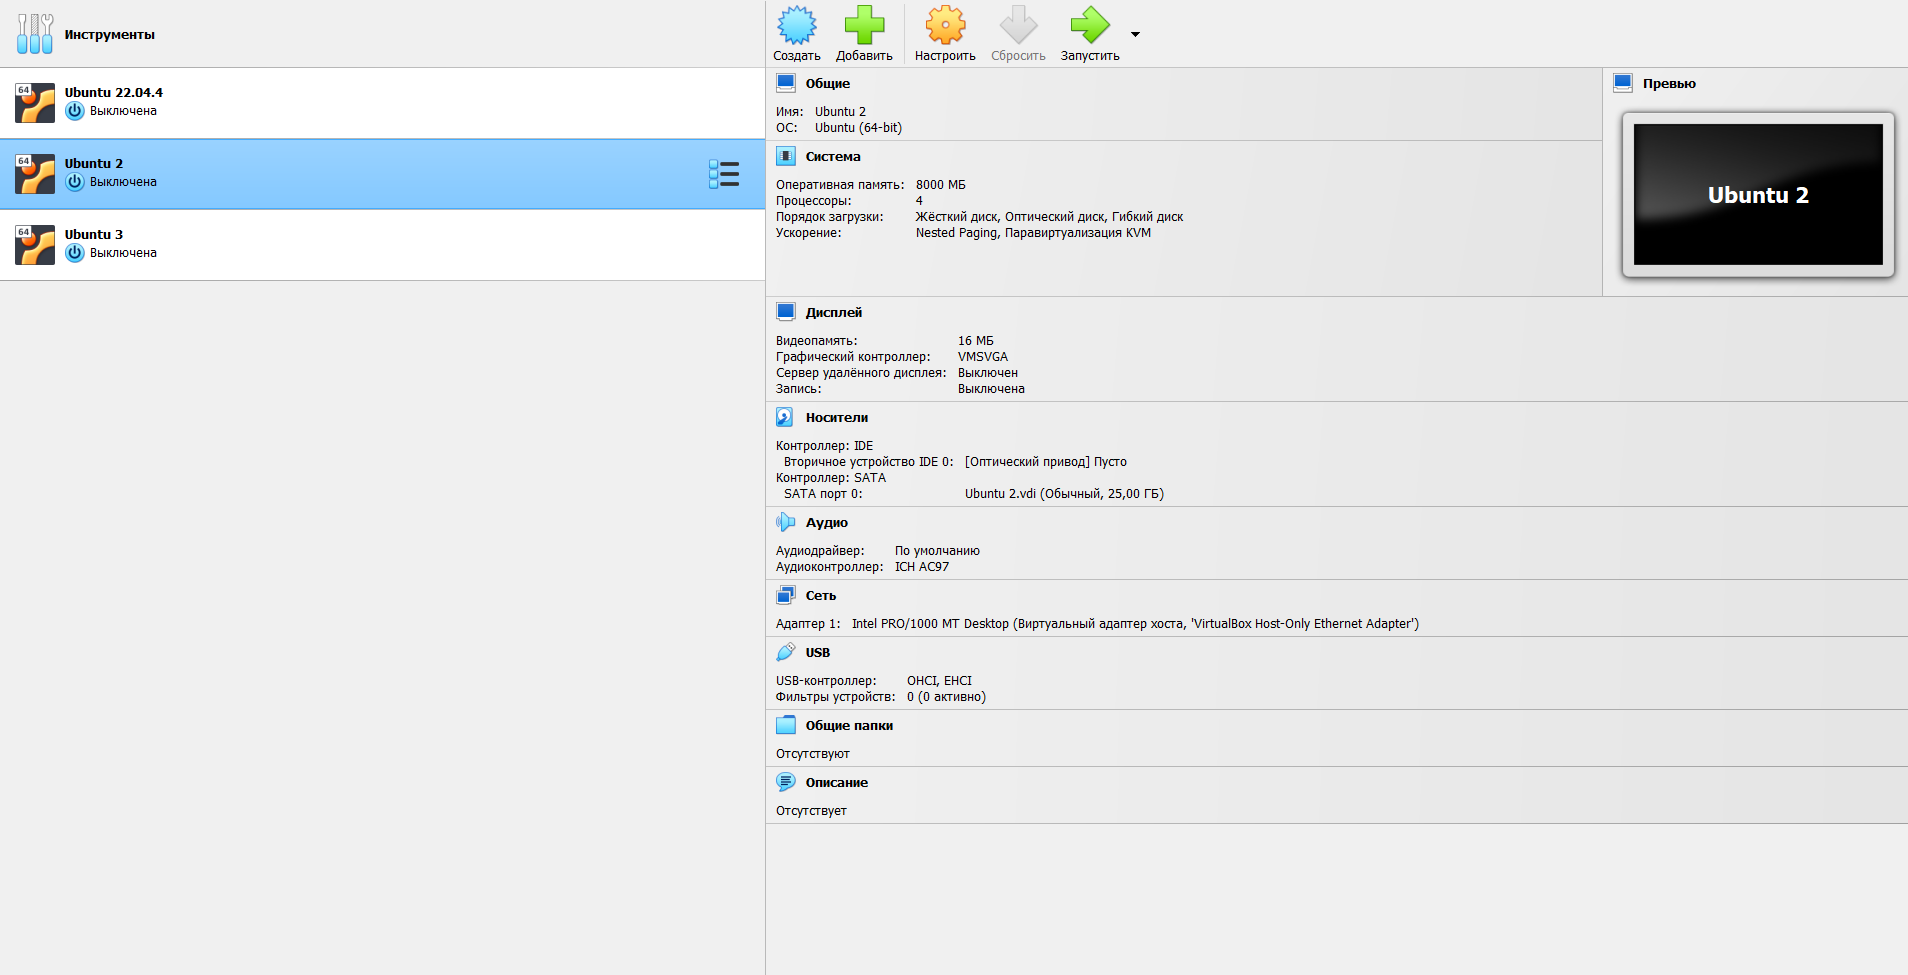 Инструменты
64
Ubuntu 22.04.4
Выключена
64
Ubuntu 2
Выключена
64
Ubuntu 3
Выключена
Создать Добавить Настроить Сбросить Запустить
Общие
Имя: Ubuntu 2
ОС: Ubuntu (64-bit)
Система
Оперативная память: 8000 МБ
Процессоры: 4
Порядок загрузки: Жёсткий диск, Оптический диск, Гибкий диск
Ускорение: Nested Paging, Паравиртуализация KVM
Превью
Ubuntu 2
Дисплей
Видеопамять: 16 МБ
Графический контроллер: VMSVGA
Сервер удалённого дисплея: Выключен
Запись: Выключена
Носители
Контроллер: IDE
Вторичное устройство IDE 0: [Оптический привод] Пусто
Контроллер: SATA
SATA порт 0: Ubuntu 2.vdi (Обычный, 25,00 ГБ)
Аудио
Аудиодрайвер: По умолчанию
Аудиоконтроллер: ICH AC97
Сеть
Адаптер 1: Intel PRO/1000 MT Desktop (Виртуальный адаптер хоста, 'VirtualBox Host-Only Ethernet Adapter')
USB
USB-контроллер: OHCI, EHCI
Фильтры устройств: 0 (0 активно)
Общие папки
Отсутствуют
Описание
Отсутствует